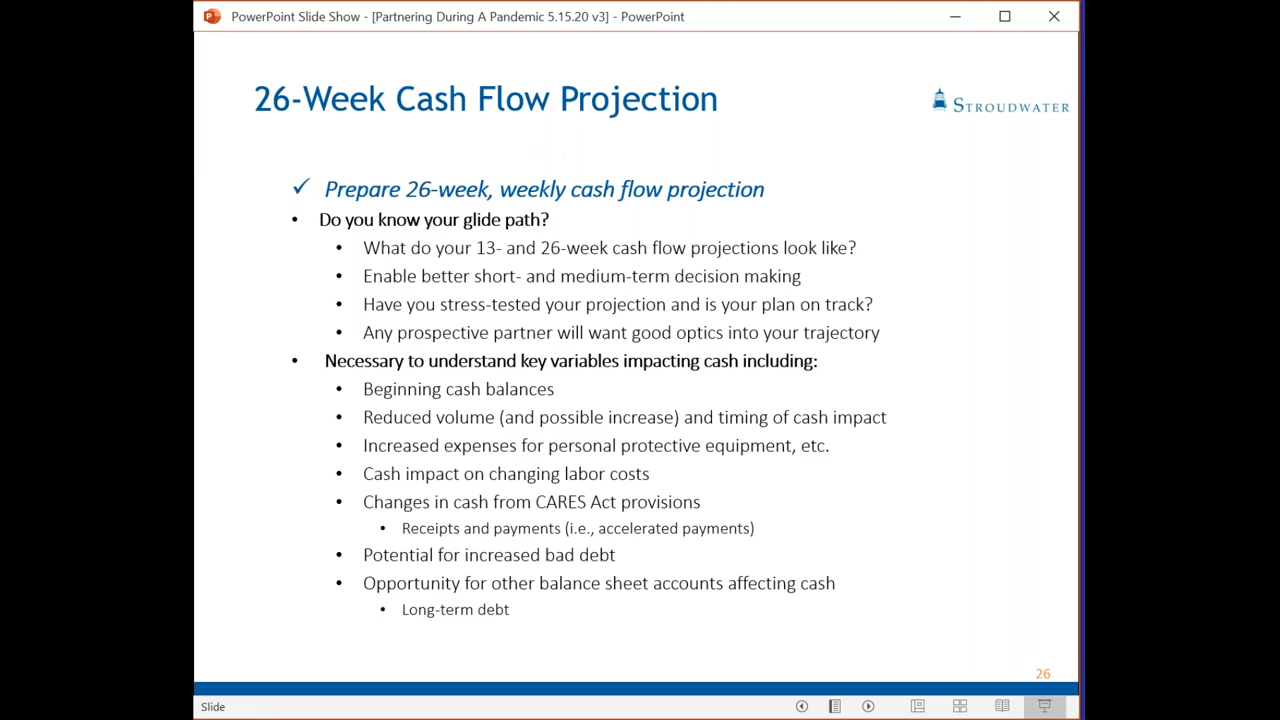 PowerPoint Slide Show - [Partnering During A Pandemic 5.15.20 v3] - PowerPoint
26-Week Cash Flow Projection
STROUDWATER
✓ Prepare 26-week, weekly cash flow projection
• Do you know your glide path?
• What do your 13- and 26-week cash flow projections look like?
• Enable better short- and medium-term decision making
• Have you stress-tested your projection and is your plan on track?
• Any prospective partner will want good optics into your trajectory
• Necessary to understand key variables impacting cash including:
• Beginning cash balances
• Reduced volume (and possible increase) and timing of cash impact
• Increased expenses for personal protective equipment, etc.
• Cash impact on changing labor costs
• Changes in cash from CARES Act provisions
• Receipts and payments (i.e., accelerated payments)
• Potential for increased bad debt
• Opportunity for other balance sheet accounts affecting cash
• Long-term debt
26
Slide